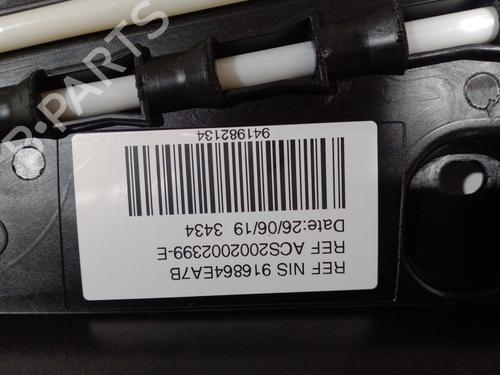 REF NIS 916864EA7B
REF ACS2002002399-E
Date:26/06/19 3434
941982134
B-PARTS